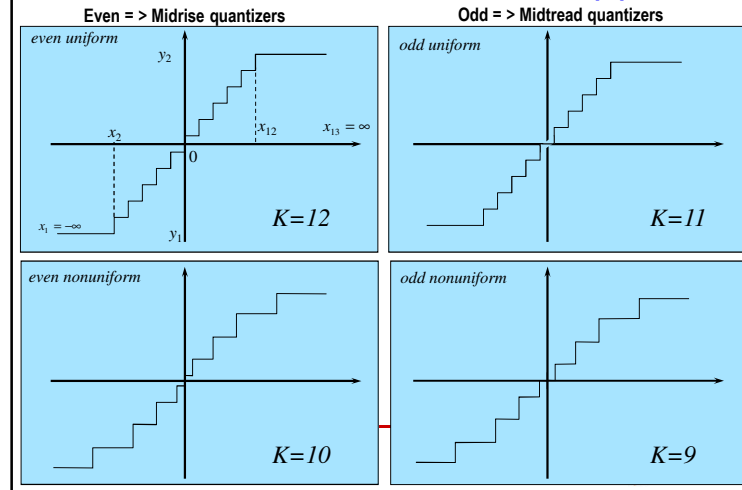 Even = > Midrise quantizers
Odd = > Midtread quantizers
even uniform
y₂
x₂
x₁₂
x₁₃ = ∞
0
x₁ = −∞
y₁
K=12
odd uniform
K=11
even nonuniform
K=10
odd nonuniform
K=9